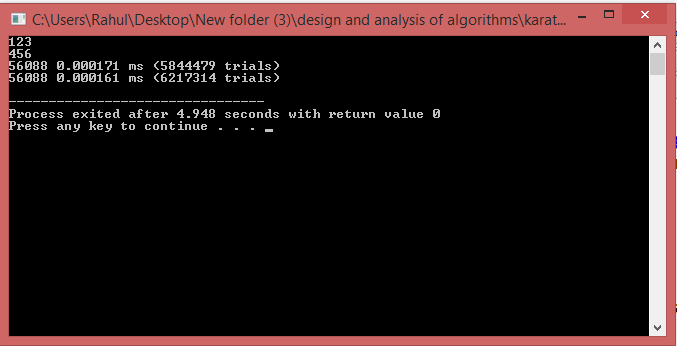 C:\Users\Rahul\Desktop\New folder (3)\design and analysis of algorithms\karat...
123
456
56088 0.000171 ms (5844479 trials)
56088 0.000161 ms (6217314 trials)
--------------------------------
Process exited after 4.948 seconds with return value 0
Press any key to continue . . . _